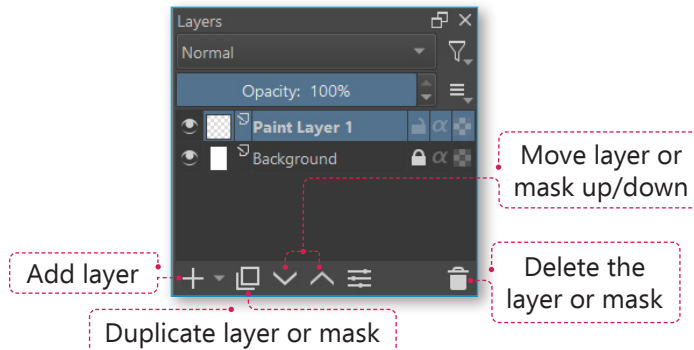 Layers
Normal
Opacity: 100%
Paint Layer 1
Background
Move layer or
mask up/down
Add layer
Delete the
layer or mask
Duplicate layer or mask